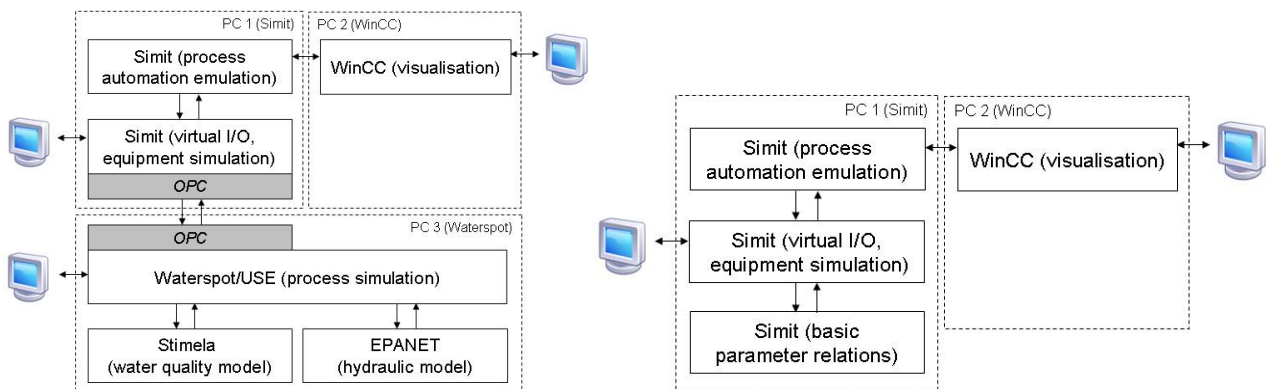 PC 1 (Simit)
PC 2 (WinCC)
Simit (process
automation emulation)
WinCC (visualisation)
Simit (virtual I/O,
equipment simulation)
OPC
OPC
PC 3 (Waterspot)
Waterspot/USE (process simulation)
Stimela
(water quality model)
EPANET
(hydraulic model)
PC 1 (Simit)
PC 2 (WinCC)
Simit (process
automation emulation)
WinCC (visualisation)
Simit (virtual I/O,
equipment simulation)
Simit (basic
parameter relations)